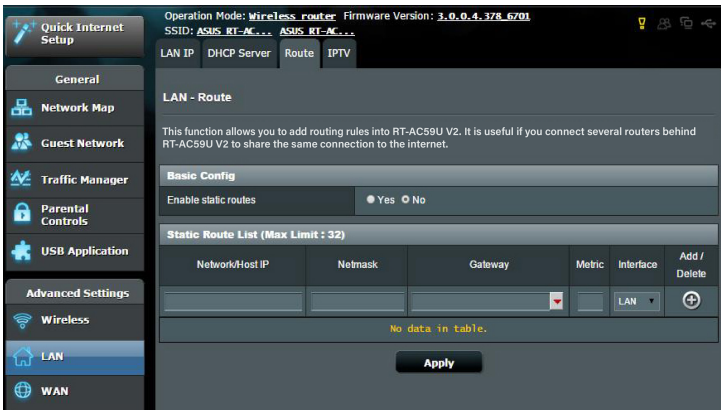 Quick Internet
Setup
Operation Mode: Wireless router Firmware Version: 3.0.0.4.378_6701
SSID: ASUS RT-AC... ASUS RT-AC...
LAN IP DHCP Server Route IPTV
General
Network Map
Guest Network
Traffic Manager
Parental
Controls
USB Application
Advanced Settings
Wireless
LAN
WAN
LAN - Route
This function allows you to add routing rules into RT-AC59U V2. It is useful if you connect several routers behind
RT-AC59U V2 to share the same connection to the internet.
Basic Config
Enable static routes Yes No
Static Route List (Max Limit : 32)
Network/Host IP Netmask Gateway Metric Interface Add /
Delete
LAN
No data in table.
Apply